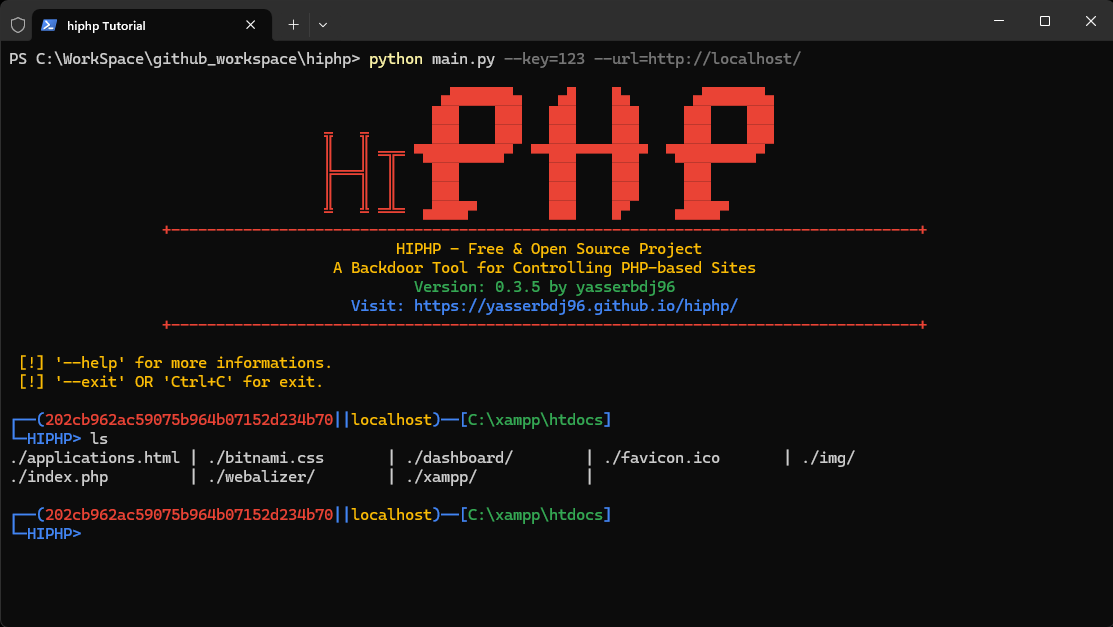 hiphp Tutorial
PS C:\WorkSpace\github_workspace\hiphp> python main.py --key=123 --url=http://localhost/
HiPHP
HIPHP - Free & Open Source Project
A Backdoor Tool for Controlling PHP-based Sites
Version: 0.3.5 by yasserbdj96
Visit: https://yasserbdj96.github.io/hiphp/
[!] '--help' for more informations.
[!] '--exit' OR 'Ctrl+C' for exit.
(202cb962ac59075b964b07152d234b70||localhost)--[C:\xampp\htdocs]
HIPHP> ls
./applications.html | ./bitnami.css | ./dashboard/ | ./favicon.ico | ./img/
./index.php | ./webalizer/ | ./xampp/ |
(202cb962ac59075b964b07152d234b70||localhost)--[C:\xampp\htdocs]
HIPHP>